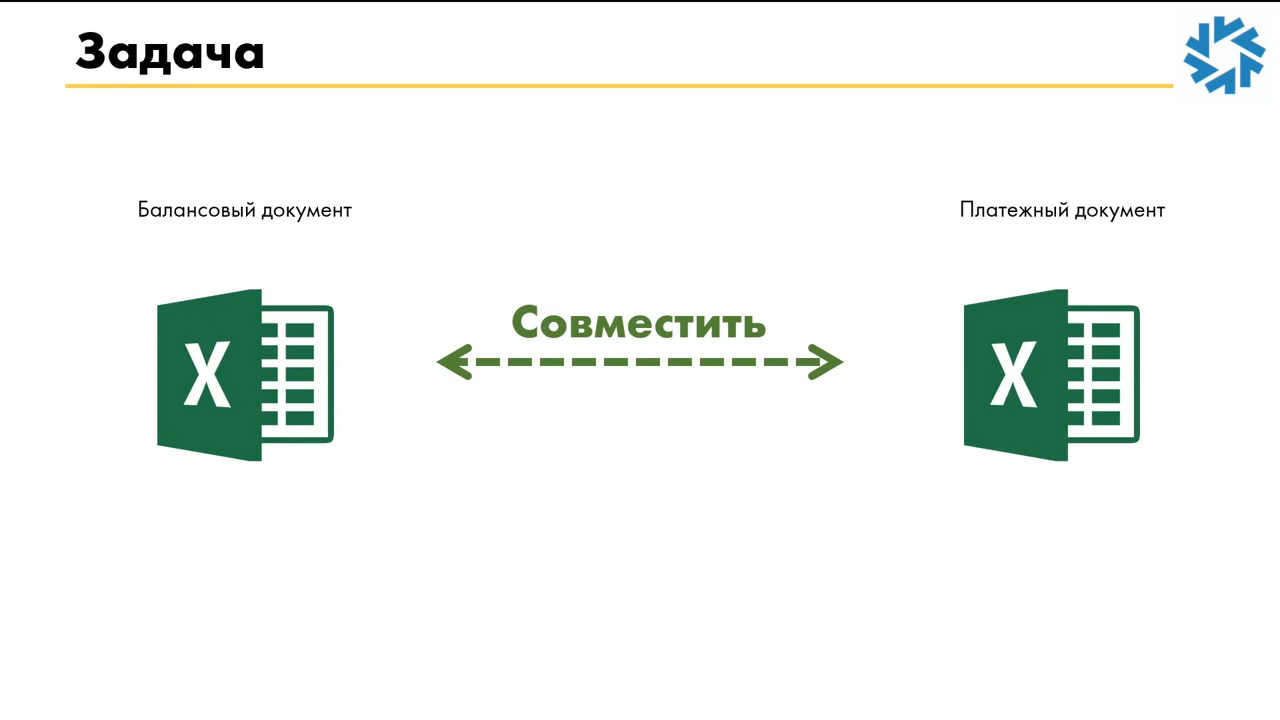 Задача
Балансовый документ
Платежный документ
Совместить
X
X